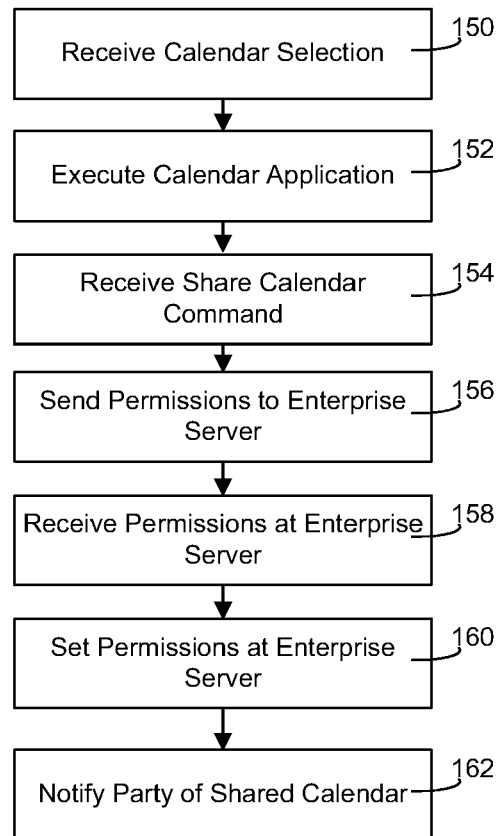 150
Receive Calendar Selection
152
Execute Calendar Application
154
Receive Share Calendar
Command
156
Send Permissions to Enterprise
Server
158
Receive Permissions at Enterprise
Server
160
Set Permissions at Enterprise
Server
162
Notify Party of Shared Calendar